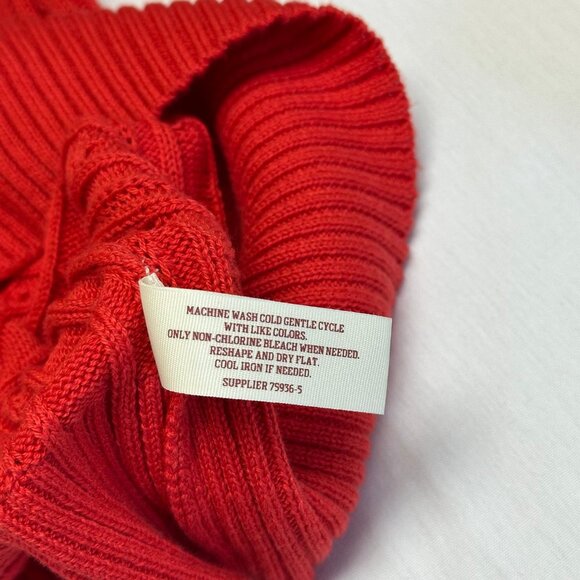 MACHINE WASH COLD GENTLE CYCLE
WITH LIKE COLORS.
ONLY NON-CHLORINE BLEACH WHEN NEEDED.
RESHAPE AND DRY FLAT.
COOL IRON IF NEEDED.
SUPPLIER 75936-5